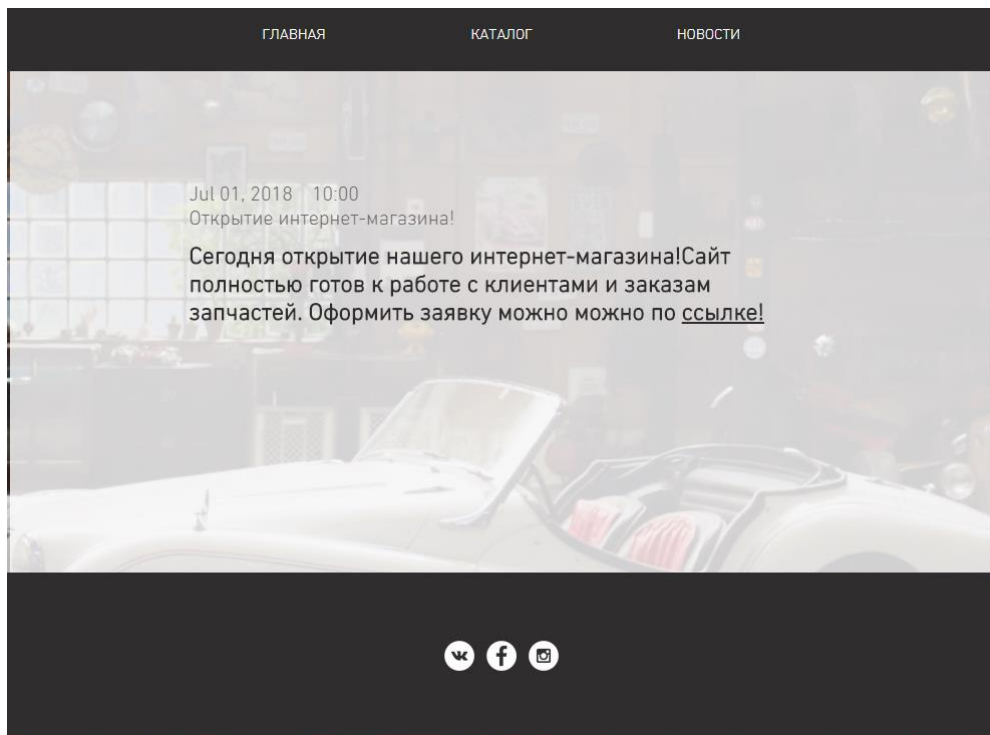 ГЛАВНАЯ КАТАЛОГ НОВОСТИ
Jul 01, 2018 10:00
Открытие интернет-магазина!
Сегодня открытие нашего интернет-магазина!Сайт
полностью готов к работе с клиентами и заказам
запчастей. Оформить заявку можно можно по ссылке!